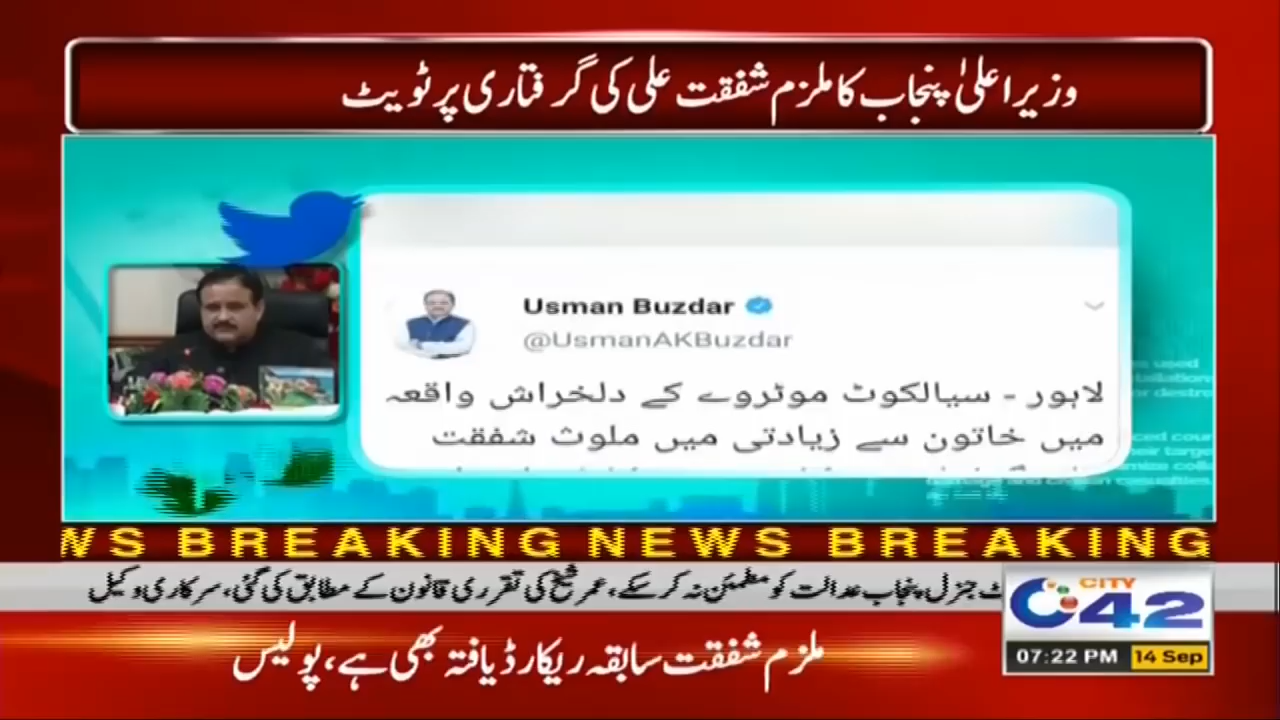 وزیراعلیٰ پنجاب کا ملزم شفقت علی کی گرفتاری پر ٹویٹ
Usman Buzdar
@UsmanAKBuzdar
لاہور - سیالکوٹ موٹروے کے دلخراش واقعہ
میں خاتون سے زیادتی میں ملوث شفقت
WS BREAKING NEWS BREAKING
جنرل پنجاب عدالت کو مطمئن نہ کر سکے، عمر شیخ کی تقرری قانون کے مطابق کی گئی، سرکاری وکیل
CITY
42
07:22 PM 14 Sep
ملزم شفقت سابقہ ریکارڈ یافتہ بھی ہے، پولیس